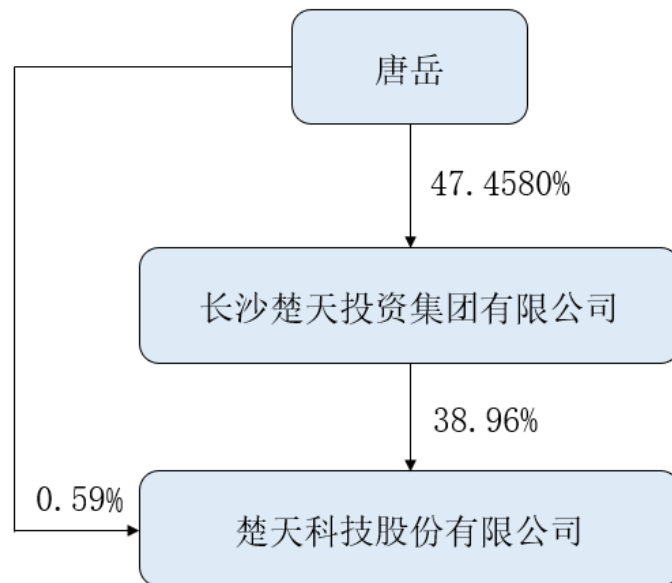 唐岳
47.4580%
长沙楚天投资集团有限公司
38.96%
0.59%
楚天科技股份有限公司